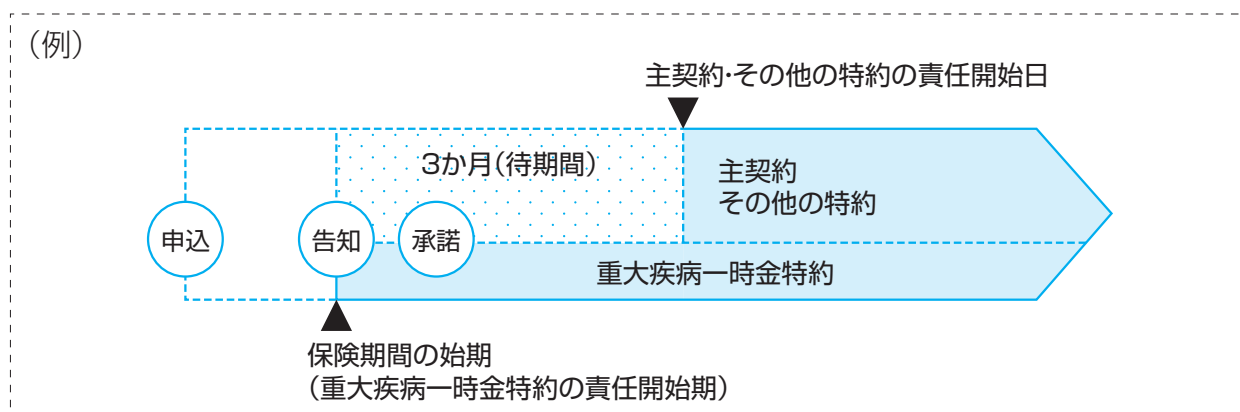 （例）
主契約・その他の特約の責任開始日
3か月（待期間）
主契約
その他の特約
申込
告知
承諾
重大疾病一時金特約
保険期間の始期
（重大疾病一時金特約の責任開始期）